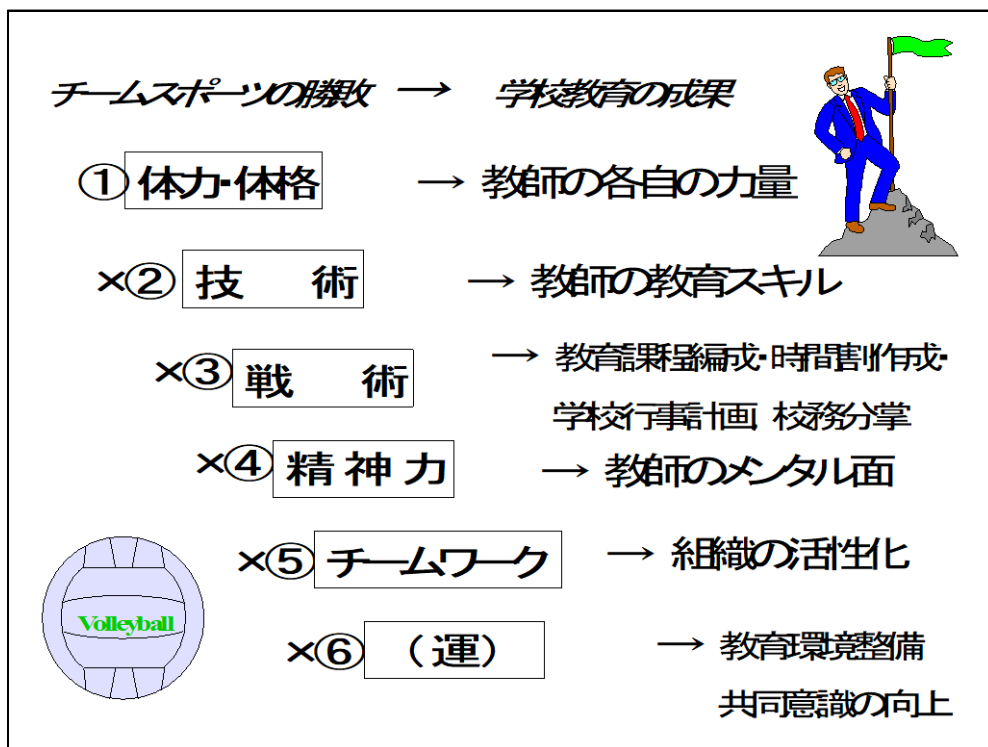 チームスポーツの勝敗 → 学校教育の成果
①体力・体格 → 教師の各自の力量
×②技 術 → 教師の教育スキル
×③戦 術 → 教育課程編成・時間割作成・
学校行事計画 校務分掌
×④精神力 → 教師のメンタル面
×⑤チームワーク → 組織の活性化
Volleyball
×⑥（運） → 教育環境整備
共同意識の向上